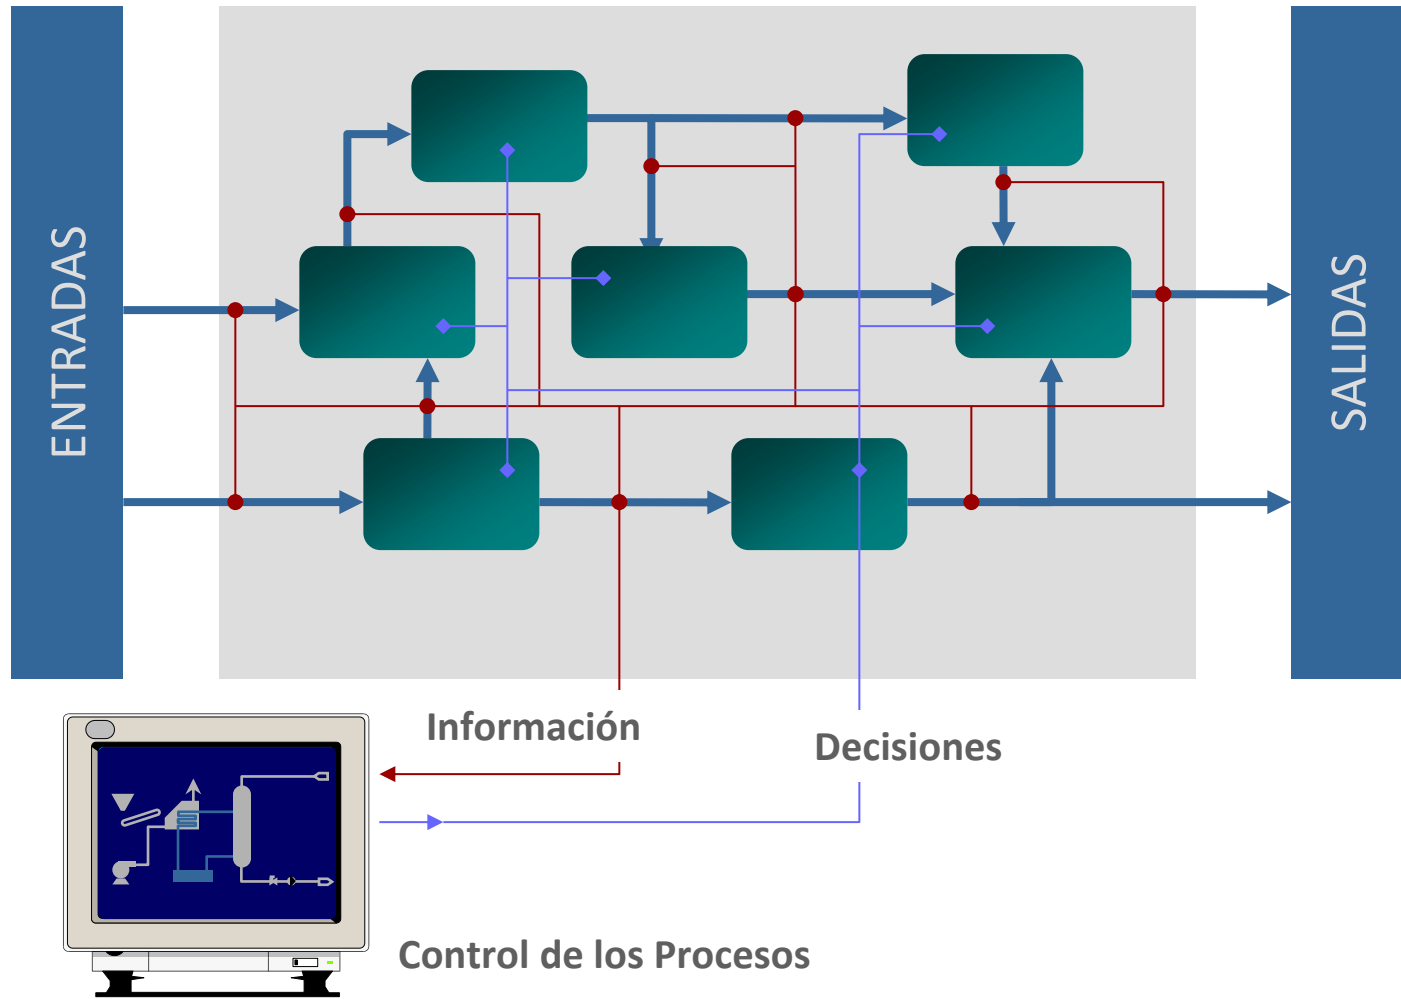 ENTRADAS
SALIDAS
Información
Decisiones
Control de los Procesos